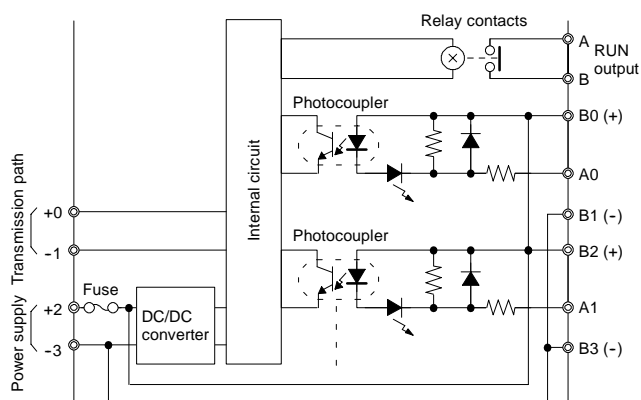 Relay contacts
A
RUN
output
B
Photocoupler
B0 (+)
Internal circuit
A0
Transmission path
+0
B1 (-)
Photocoupler
-1
B2 (+)
Power supply
Fuse
+2
DC/DC
converter
A1
-3
B3 (-)